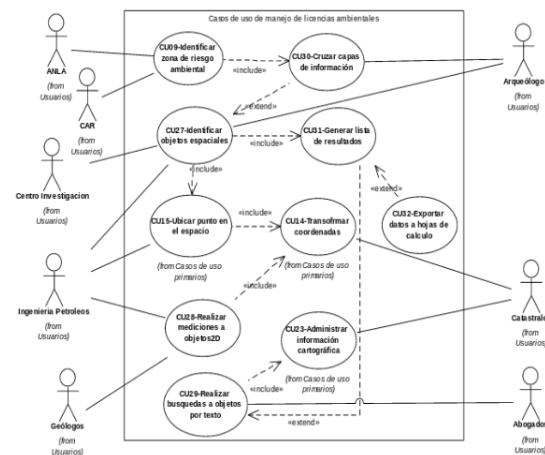 Casos de uso de manejo de licencias ambientales
ANLA
(from
Usuarios)
CU09-Identificar
zona de riesgo
ambiental
«include»
CU30-Cruzar capas
de información
Arqueólogo
(from
Usuarios)
CAR
(from
Usuarios)
«extend»
CU27-Identificar
objetos espaciales
«include»
CU31-Generar lista
de resultados
«include»
Centro Investigacion
(from
Usuarios)
«extend»
CU15-Ubicar punto en
el espacio
(from Casos de uso
primarios)
«include»
CU14-Transofrmar
coordenadas
(from Casos de uso
primarios)
CU32-Exportar
datos a hojas de
calculo
Ingenieria Petroleos
(from
Usuarios)
«include»
CU28-Realizar
mediciones a
objetos2D
CU23-Administrar
información
cartográfica
(from Casos de uso
primarios)
Catastrale
(from
Usuarios)
«include»
Geólogos
(from
Usuarios)
CU29-Realizar
busquedas a objetos
por texto
«extend»
Abogados
(from
Usuarios)